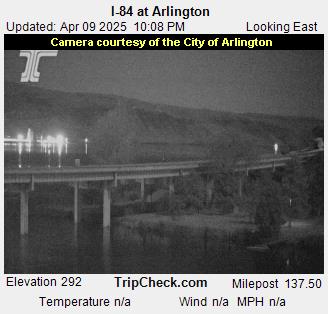 I-84 at Arlington
Updated: Apr 09 2025 10:08 PM Looking East
Camera courtesy of the City of Arlington
Elevation 292 TripCheck.com Milepost 137.50
Temperature n/a Wind n/a MPH n/a